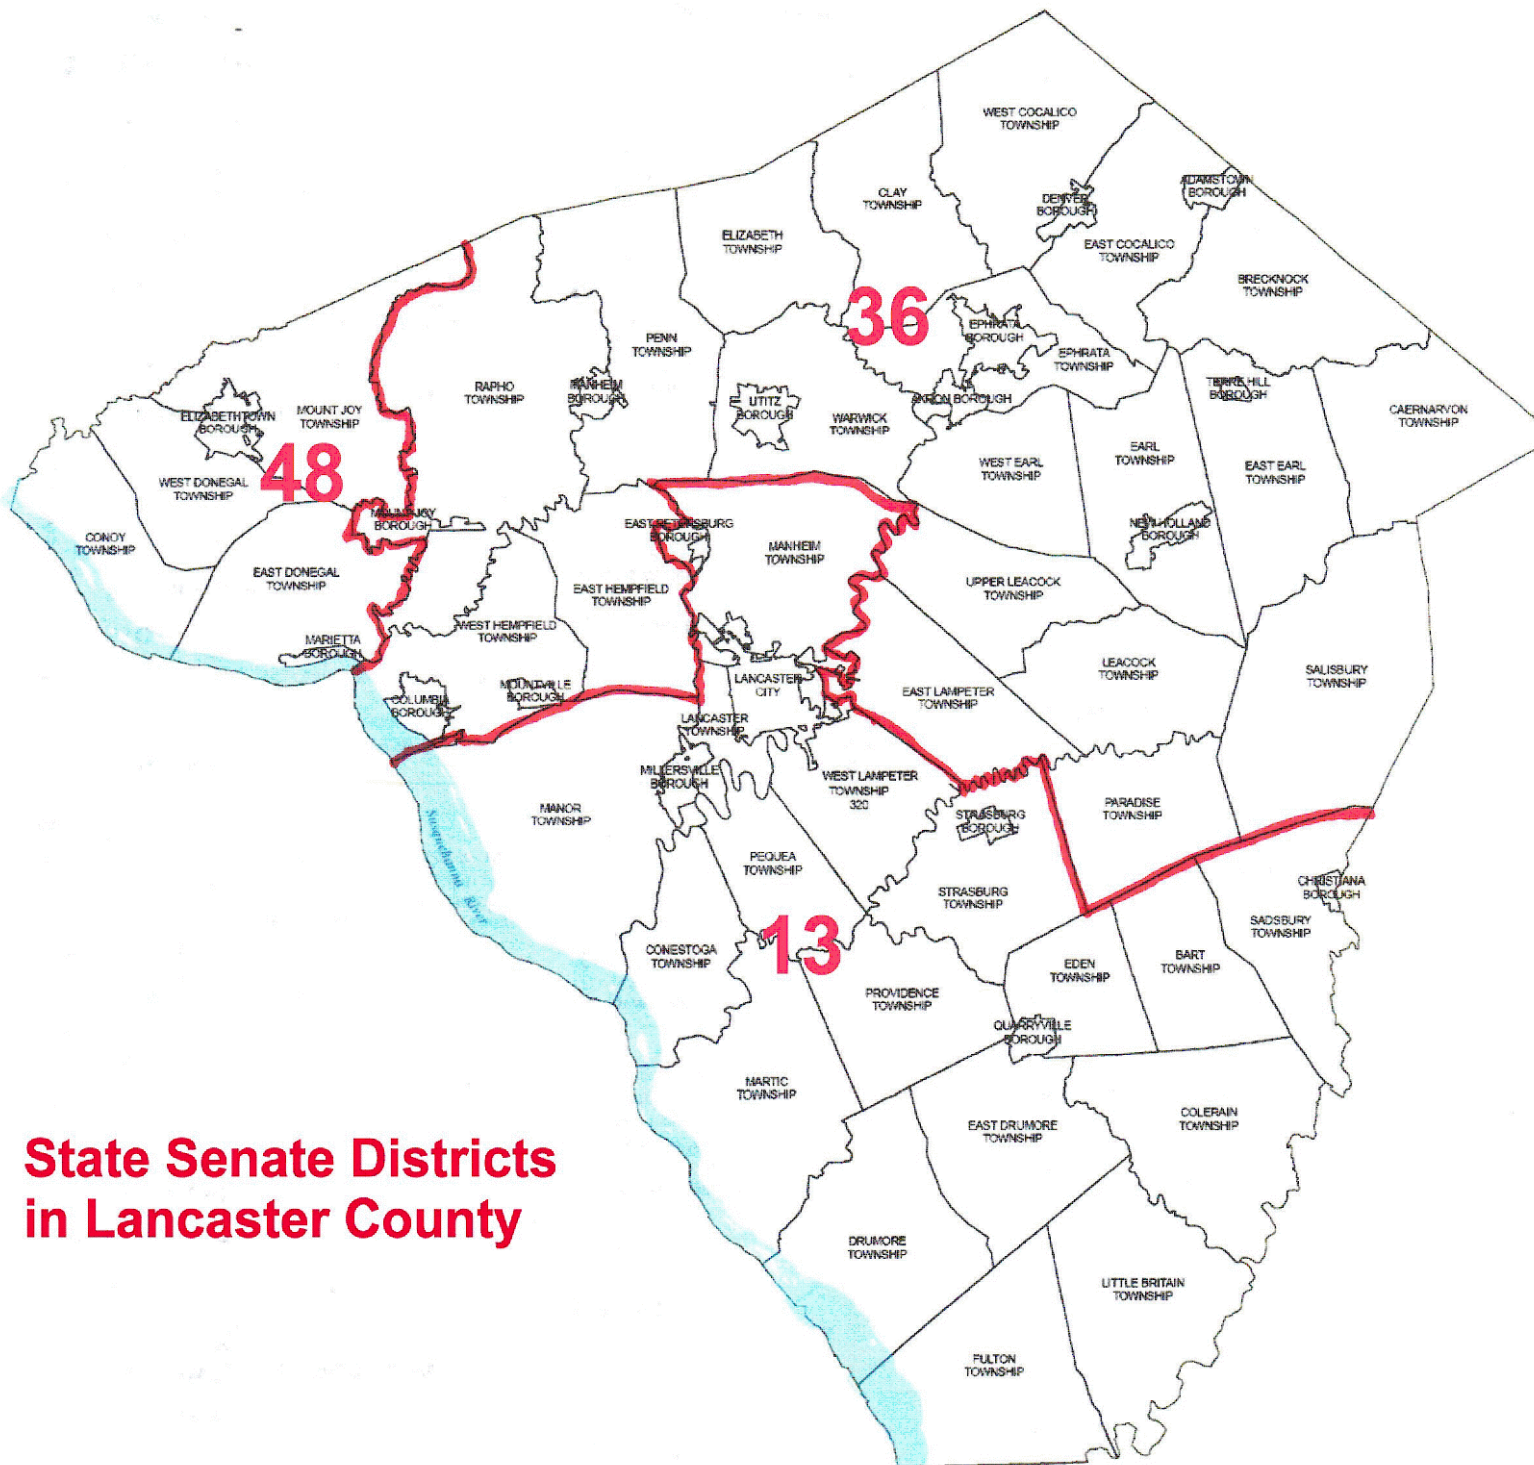 WEST COCALICO
TOWNSHIP
CLAY
TOWNSHIP
DENVER
BOROUGH
ADAMSTOWN
BOROUGH
ELIZABETH
TOWNSHIP
EAST COCALICO
TOWNSHIP
BRECKNOCK
TOWNSHIP
36
EPHRATA
BOROUGH
EPHRATA
TOWNSHIP
PENN
TOWNSHIP
RAPHO
TOWNSHIP
MANHEIM
BOROUGH
AKRON BOROUGH
TERRE HILL
BOROUGH
LITITZ
BOROUGH
WARWICK
TOWNSHIP
CAERNARVON
TOWNSHIP
ELIZABETHTOWN
BOROUGH
MOUNT JOY
TOWNSHIP
48
WEST DONEGAL
TOWNSHIP
WEST EARL
TOWNSHIP
EARL
TOWNSHIP
EAST EARL
TOWNSHIP
MOUNT JOY
BOROUGH
EAST PETERSBURG
BOROUGH
NEW HOLLAND
BOROUGH
CONOY
TOWNSHIP
MANHEIM
TOWNSHIP
EAST DONEGAL
TOWNSHIP
EAST HEMPFIELD
TOWNSHIP
UPPER LEACOCK
TOWNSHIP
WEST HEMPFIELD
TOWNSHIP
MARIETTA
BOROUGH
LEACOCK
TOWNSHIP
SALISBURY
TOWNSHIP
COLUMBIA
BOROUGH
MOUNTVILLE
BOROUGH
LANCASTER
CITY
EAST LAMPETER
TOWNSHIP
LANCASTER
TOWNSHIP
MILLERSVILLE
BOROUGH
WEST LAMPETER
TOWNSHIP
320
MANOR
TOWNSHIP
STRASBURG
BOROUGH
PARADISE
TOWNSHIP
Susquehanna River
PEQUEA
TOWNSHIP
STRASBURG
TOWNSHIP
CHRISTIANA
BOROUGH
SADSBURY
TOWNSHIP
13
CONESTOGA
TOWNSHIP
EDEN
TOWNSHIP
BART
TOWNSHIP
PROVIDENCE
TOWNSHIP
QUARRYVILLE
BOROUGH
MARTIC
TOWNSHIP
EAST DRUMORE
TOWNSHIP
COLERAIN
TOWNSHIP
State Senate Districts
in Lancaster County
DRUMORE
TOWNSHIP
LITTLE BRITAIN
TOWNSHIP
FULTON
TOWNSHIP